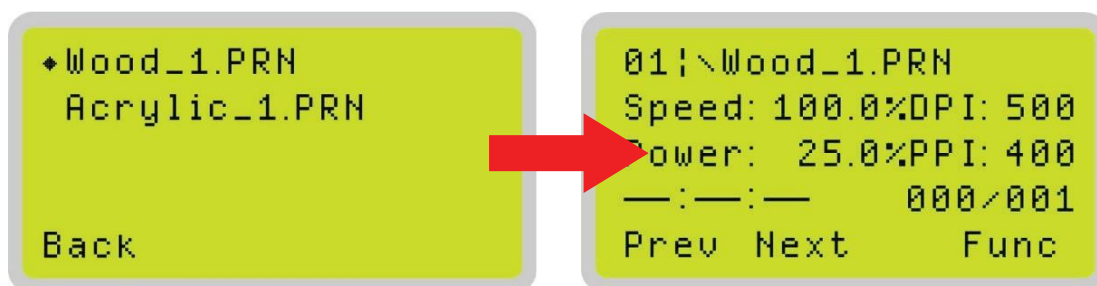 ◆Wood_1.PRN
Acrylic_1.PRN
Back
01¦\Wood_1.PRN
Speed: 100.0%DPI: 500
Power: 25.0%PPI: 400
——:——:—— 000/001
Prev Next Func